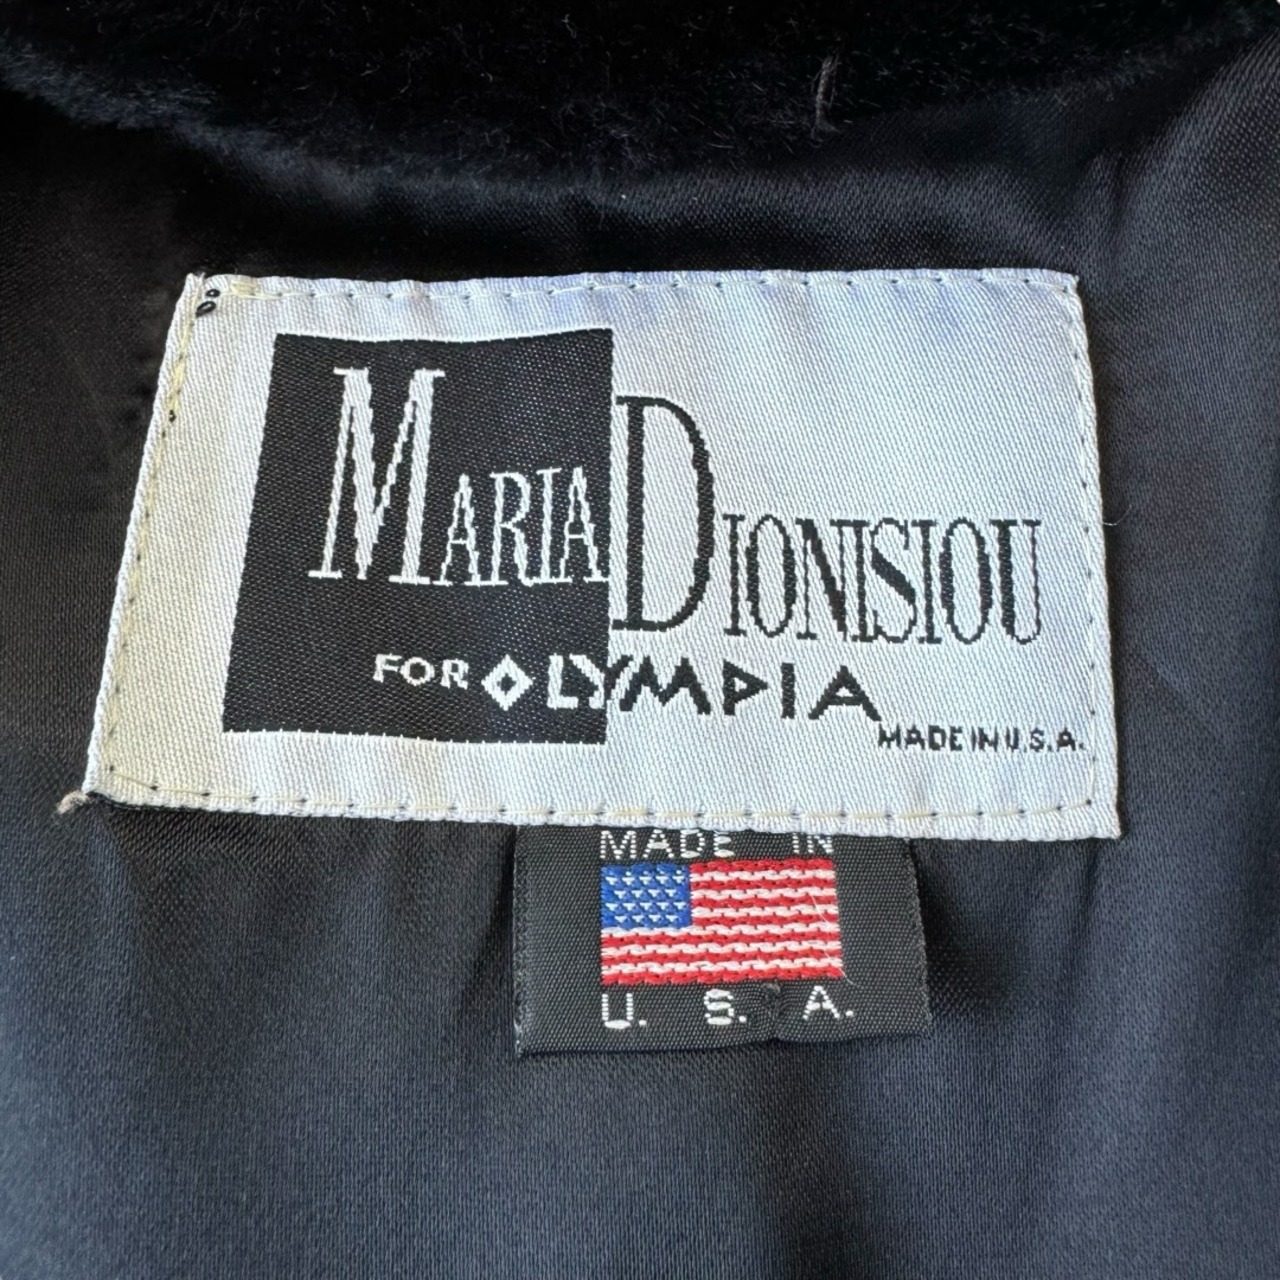 MARIA DIONISIOU
FOR OLYMPIA
MADE IN U.S.A.
MADE IN
U. S. A.